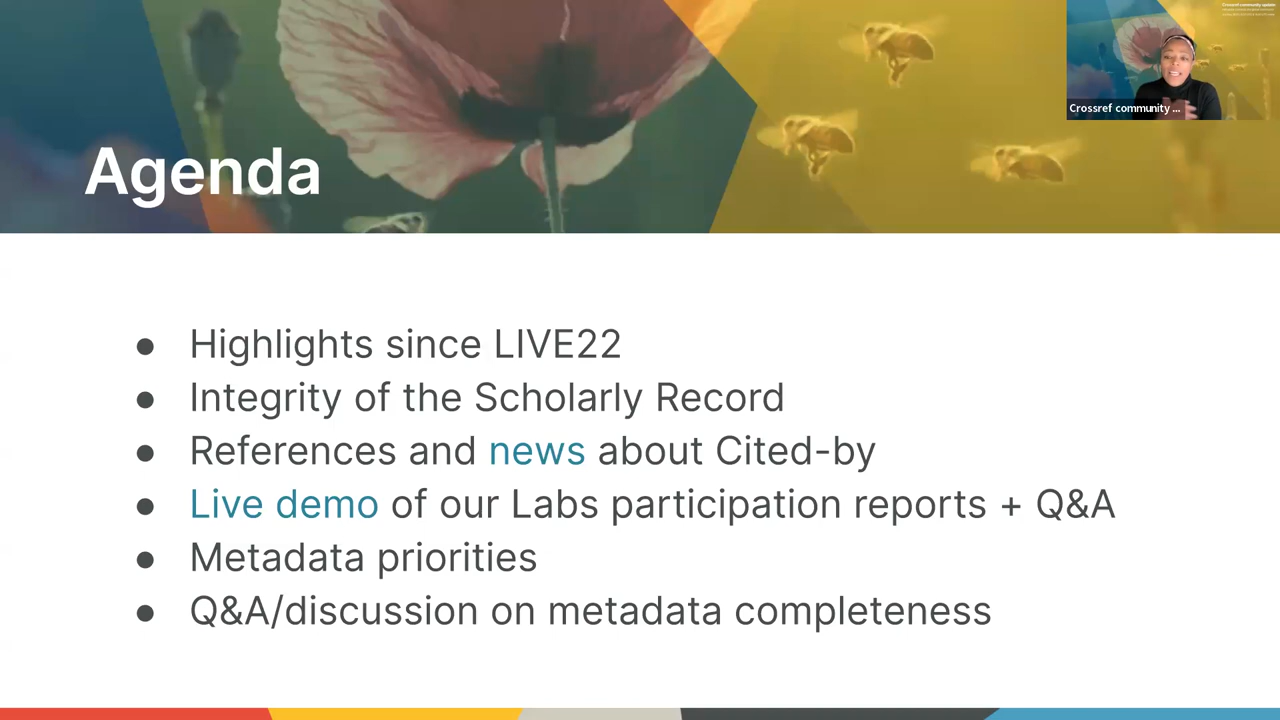 Agenda
Crossref community ...
● Highlights since LIVE22
● Integrity of the Scholarly Record
● References and news about Cited-by
● Live demo of our Labs participation reports + Q&A
● Metadata priorities
● Q&A/discussion on metadata completeness